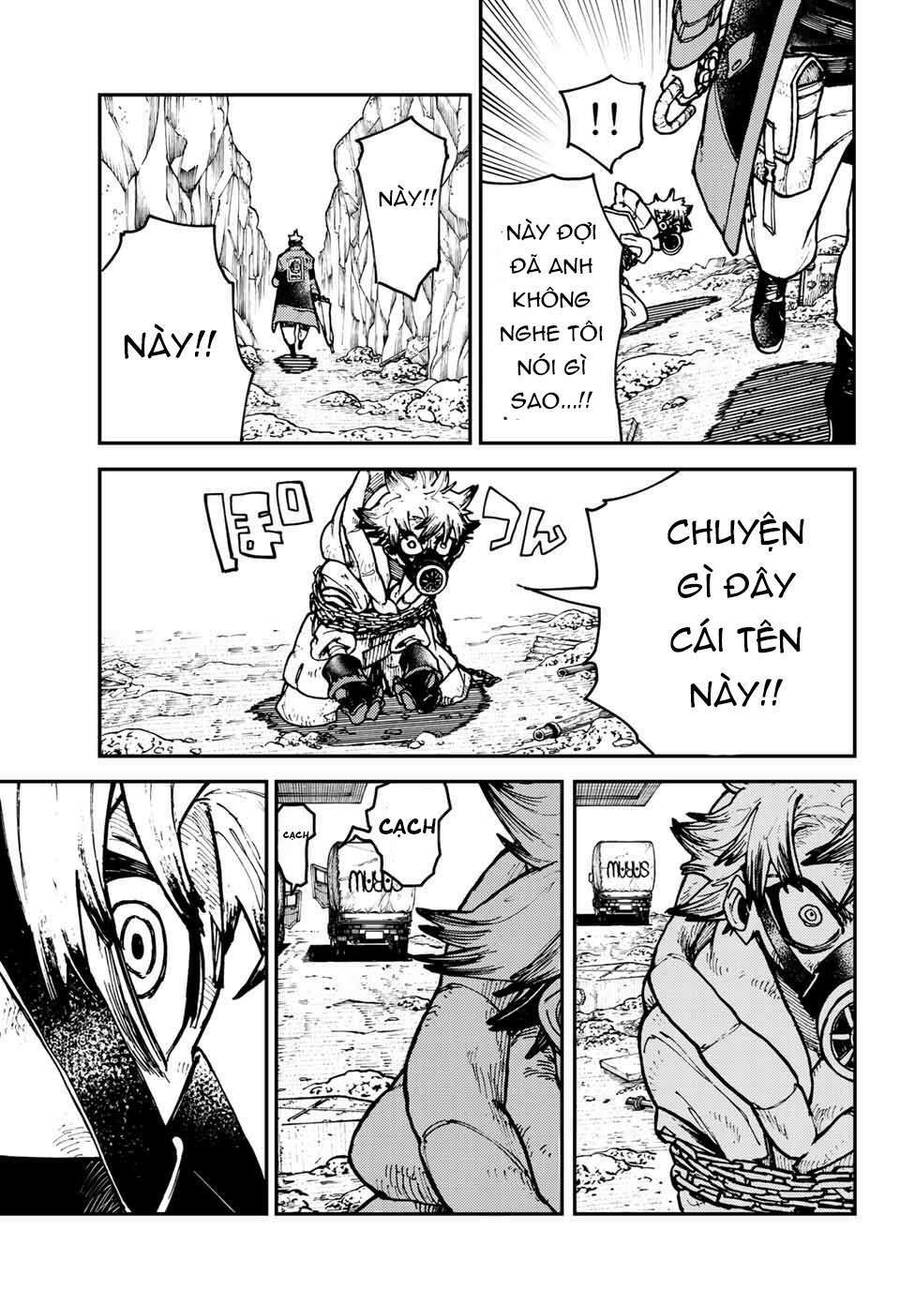 !!
NÀY ĐỢI
ĐÃ ANH
KHÔNG
NGHE TÔI
NÓI GÌ
SAO...!!
NÀY!!
NÀY!!
CHUYỆN
GÌ ĐÂY
CÁI TÊN
NÀY!!
ぽつん
CẠCH
CẠCH